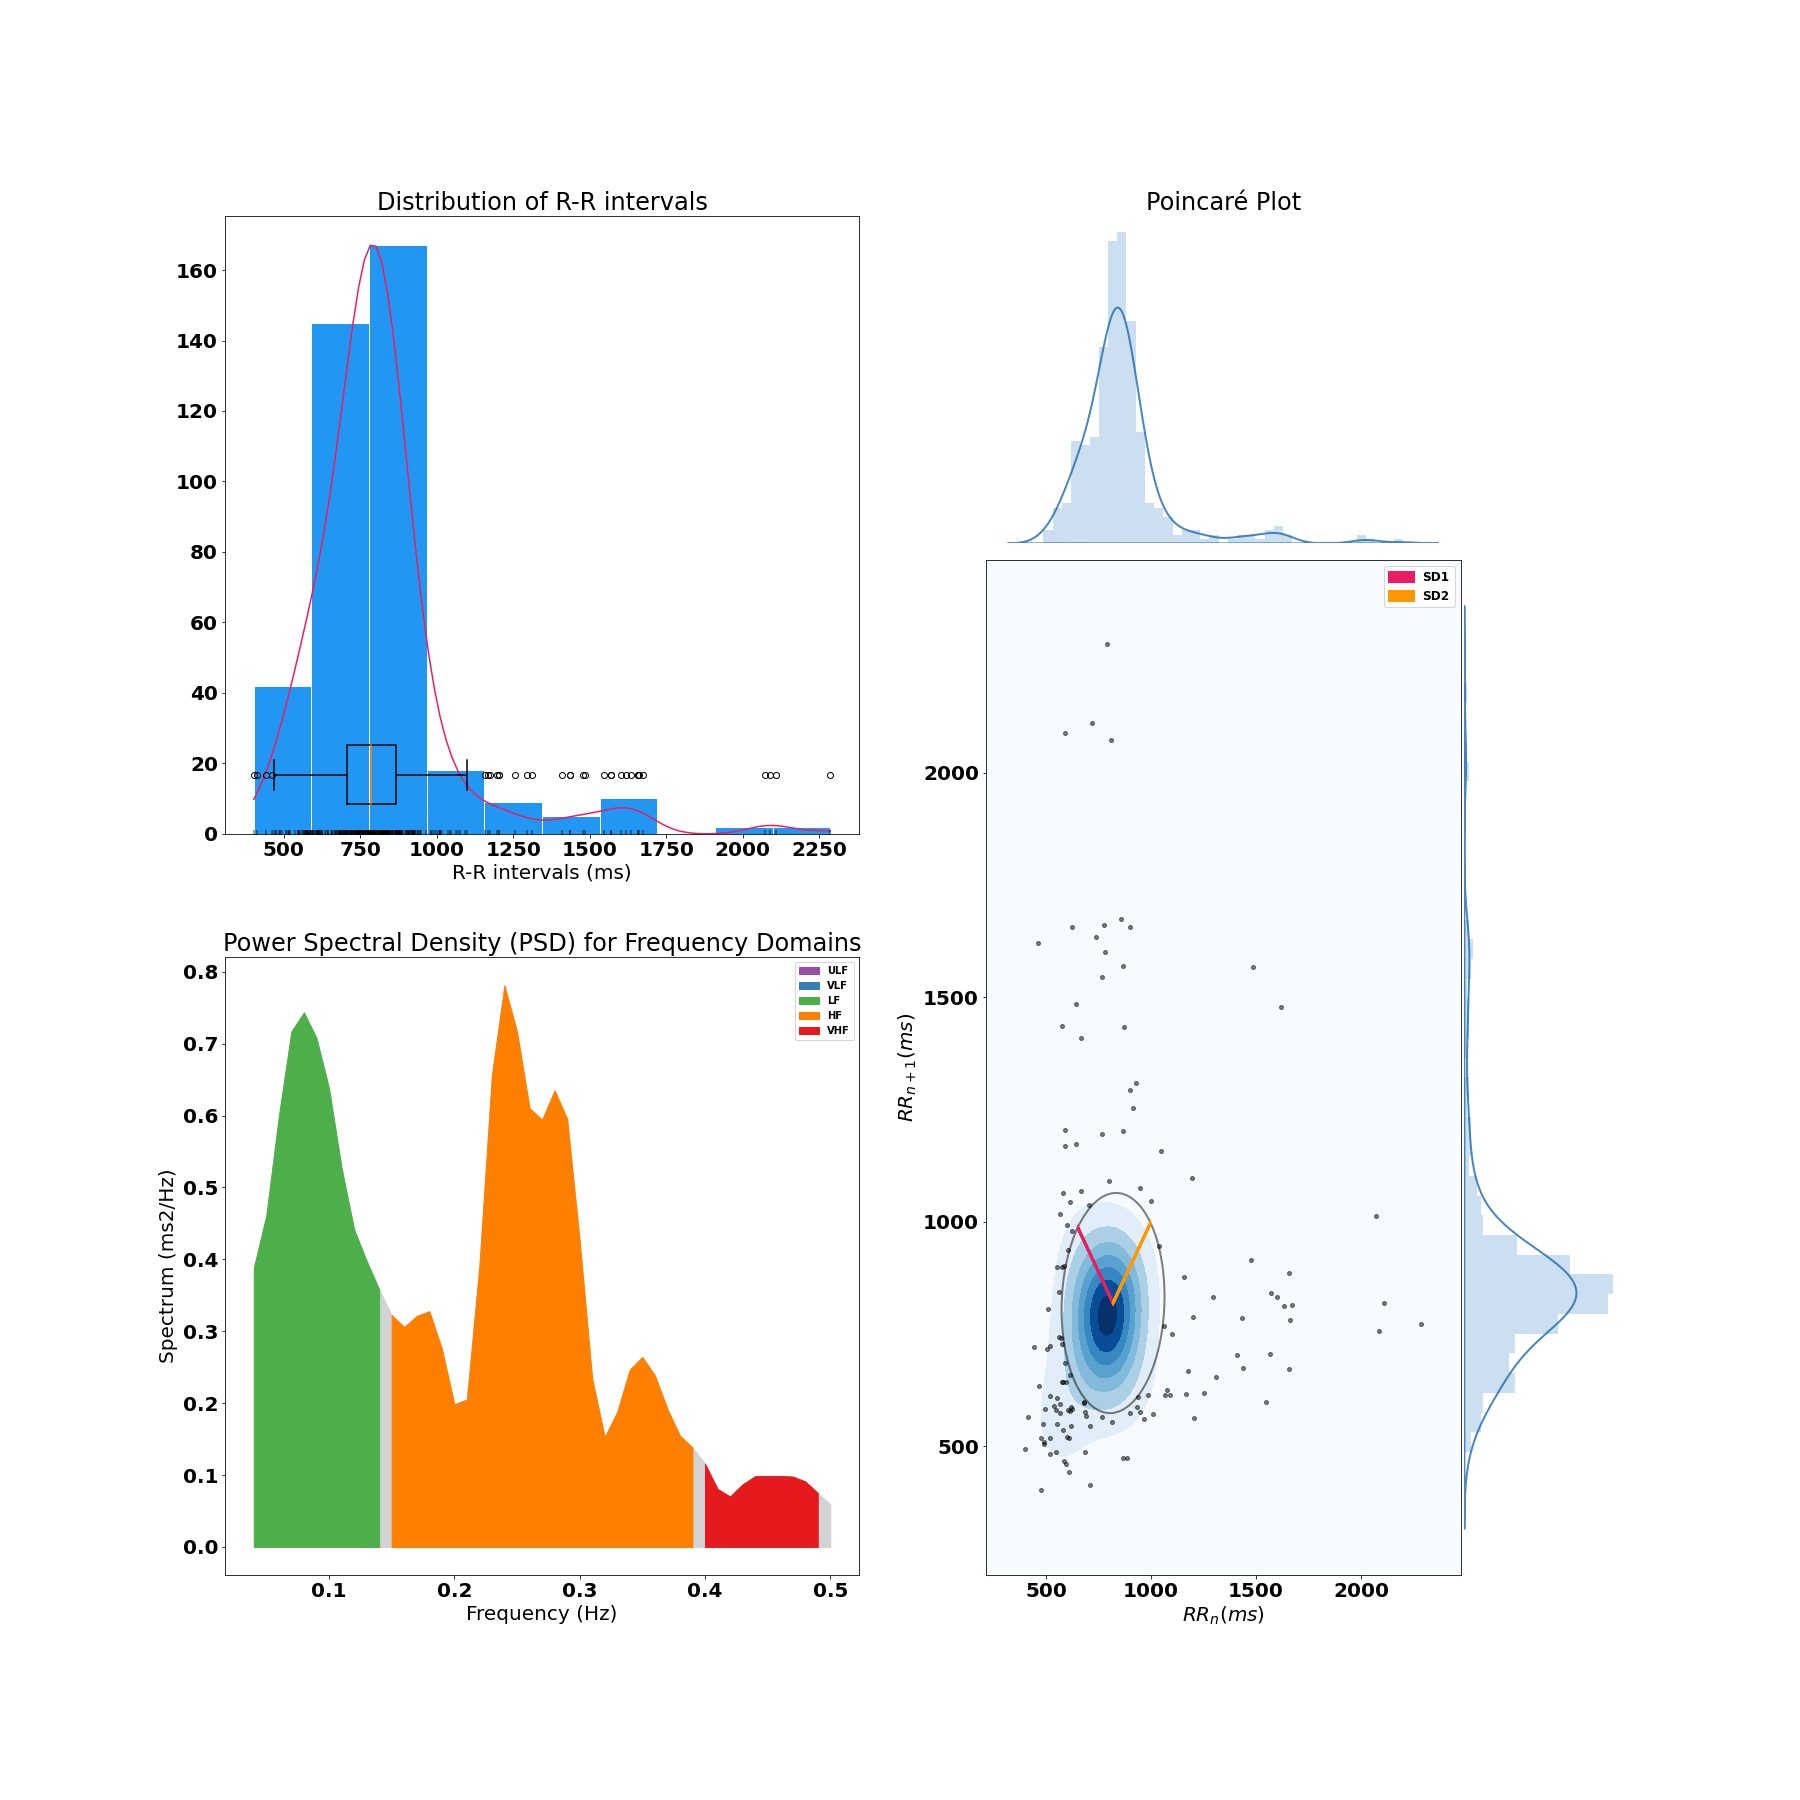 Distribution of R-R intervals
160
140
120
100
80
60
40
20
0
500 750 1000 1250 1500 1750 2000 2250
R-R intervals (ms)
Power Spectral Density (PSD) for Frequency Domains
0.8
0.7
0.6
0.5
0.4
0.3
0.2
0.1
0.0
Spectrum (ms2/Hz)
ULF
VLF
LF
HF
VHF
0.1 0.2 0.3 0.4 0.5
Frequency (Hz)
Poincaré Plot
SD1
SD2
2000
1500
1000
500
RRn+1(ms)
500 1000 1500 2000
RRn(ms)